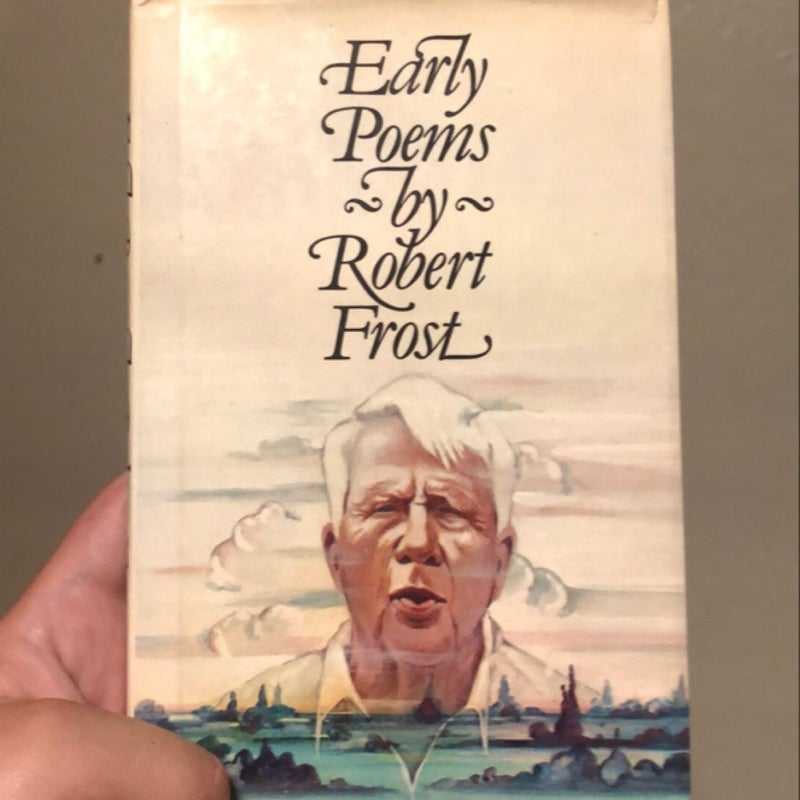 Early
Poems
~by~
Robert
Frost